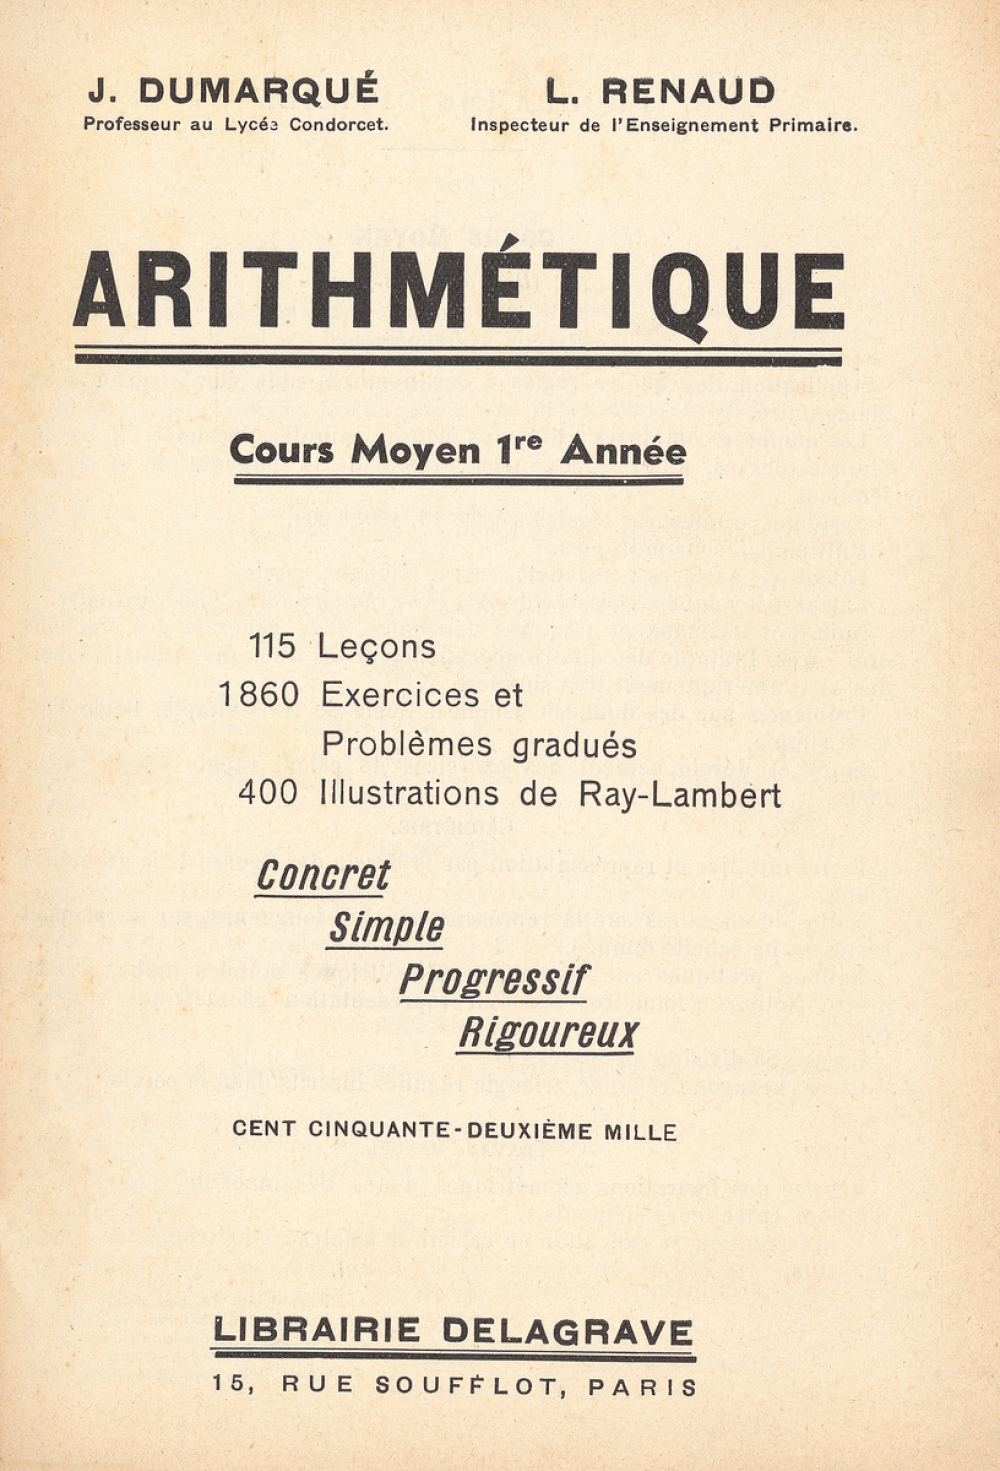 J. DUMARQUÉ
Professeur au Lycée Condorcet.
L. RENAUD
Inspecteur de l'Enseignement Primaire.
ARITHMÉTIQUE
Cours Moyen 1re Année
115 Leçons
1860 Exercices et
Problèmes gradués
400 Illustrations de Ray-Lambert
Concret
Simple
Progressif
Rigoureux
CENT CINQUANTE-DEUXIÈME MILLE
LIBRAIRIE DELAGRAVE
15, RUE SOUFFLOT, PARIS